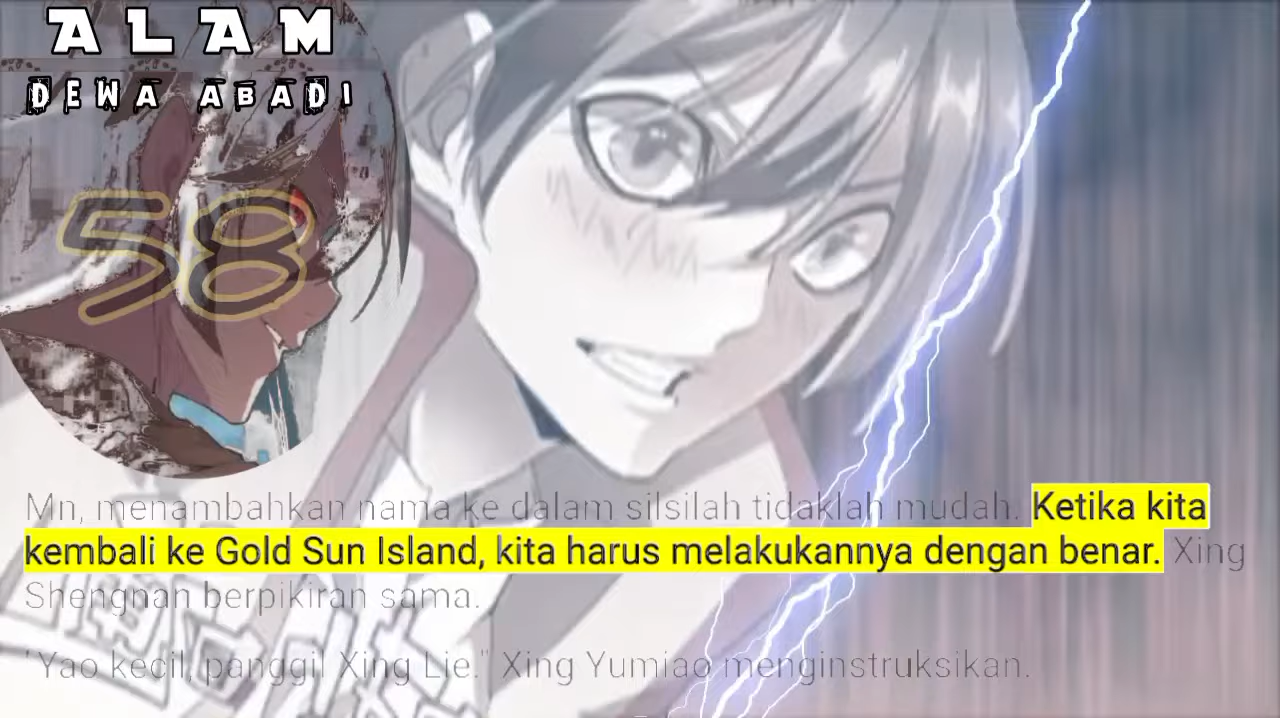 ALAM
DEWA ABADI
58
Mn, menambahkan nama ke dalam silsilah tidaklah mudah. Ketika kita
kembali ke Gold Sun Island, kita harus melakukannya dengan benar. Xing
Shengnan berpikiran sama.
"Yao kecil, panggil Xing Lie." Xing Yumiao menginstruksikan.